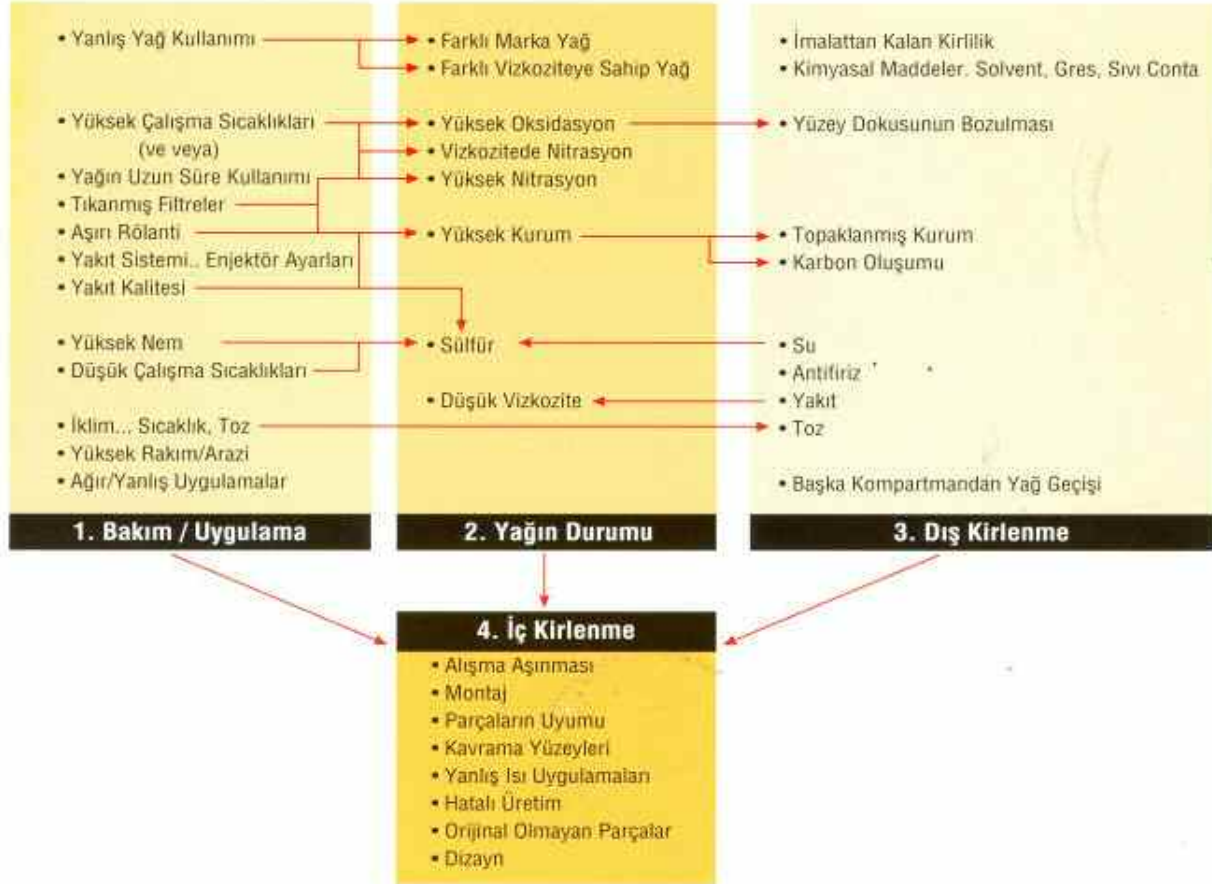 • Yanlış Yağ Kullanımı
• Yüksek Çalışma Sıcaklıkları
(ve veya)
• Yağın Uzun Süre Kullanımı
• Tıkanmış Filtreler
• Aşırı Rölanti
• Yakıt Sistemi.. Enjektör Ayarları
• Yakıt Kalitesi
• Yüksek Nem
• Düşük Çalışma Sıcaklıkları
• İklim... Sıcaklık, Toz
• Yüksek Rakım/Arazi
• Ağır/Yanlış Uygulamalar
1. Bakım / Uygulama
• Farklı Marka Yağ
• Farklı Vizkoziteye Sahip Yağ
• Yüksek Oksidasyon
• Vizkozitede Nitrasyon
• Yüksek Nitrasyon
• Yüksek Kurum
• Sülfür
• Düşük Vizkozite
2. Yağın Durumu
• İmalattan Kalan Kirlilik
• Kimyasal Maddeler. Solvent, Gres, Sıvı Conta
• Yüzey Dokusunun Bozulması
• Topaklanmış Kurum
• Karbon Oluşumu
• Su
• Antifiriz
• Yakıt
• Toz
• Başka Kompartmandan Yağ Geçişi
3. Dış Kirlenme
4. İç Kirlenme
• Alışma Aşınması
• Montaj
• Parçaların Uyumu
• Kavrama Yüzeyleri
• Yanlış Isı Uygulamaları
• Hatalı Üretim
• Orijinal Olmayan Parçalar
• Dizayn